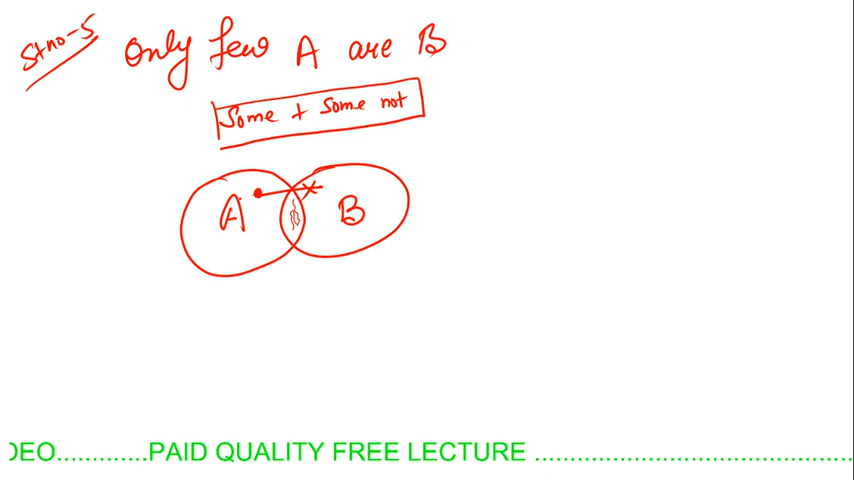 Stno-5
Only few A are B
Some + Some not
A B
DEO.............PAID QUALITY FREE LECTURE .............................................